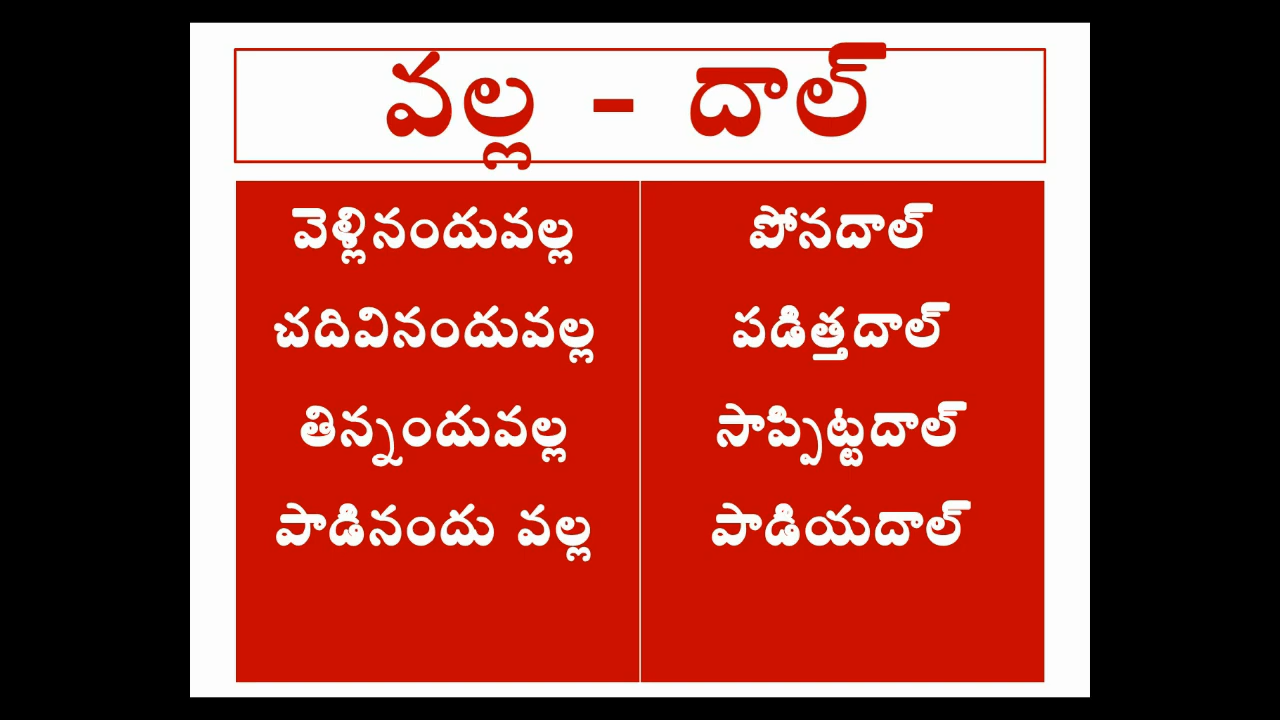 వల్ల - దాల్
వెళ్లినందువల్ల పోనదాల్
చదివినందువల్ల పడిత్తదాల్
తిన్నందువల్ల సాప్పిట్టదాల్
పాడినందు వల్ల పాడియదాల్